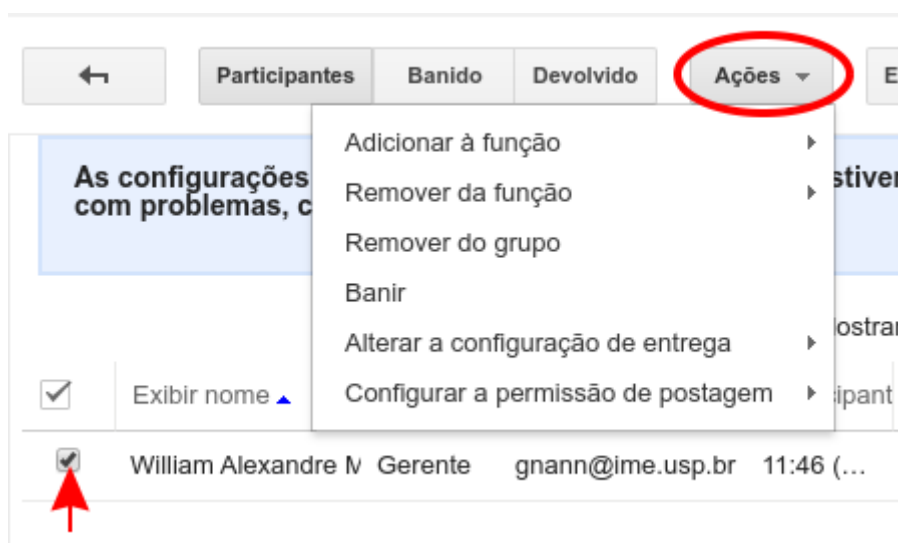 Participantes Banido Devolvido Ações E
Adicionar à função
As configurações
Remover da função
com problemas, c
Remover do grupo
Banir
Alterar a configuração de entrega
Exibir nome
Configurar a permissão de postagem
William Alexandre M Gerente gnann@ime.usp.br 11:46 (…